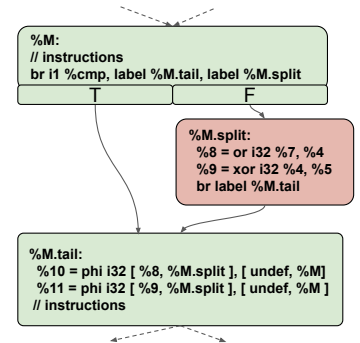 %M:
// instructions
br i1 %cmp, label %M.tail, label %M.split
T F
%M.split:
%8 = or i32 %7, %4
%9 = xor i32 %4, %5
br label %M.tail
%M.tail:
%10 = phi i32 [ %8, %M.split ], [ undef, %M]
%11 = phi i32 [ %9, %M.split ], [ undef, %M ]
// instructions